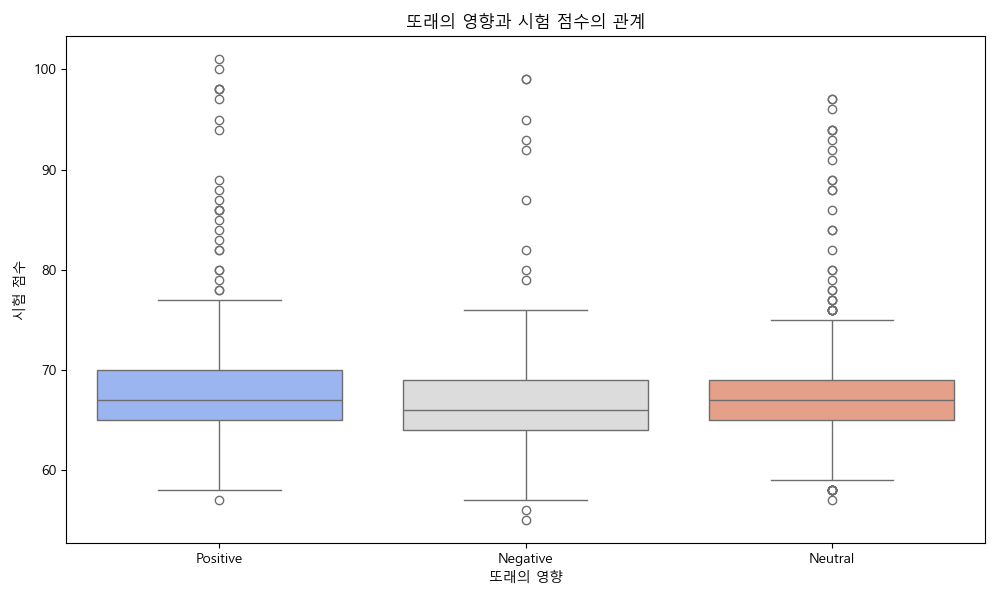 또래의 영향과 시험 점수의 관계
시험 점수
100
90
80
70
60
Positive
Negative
Neutral
또래의 영향